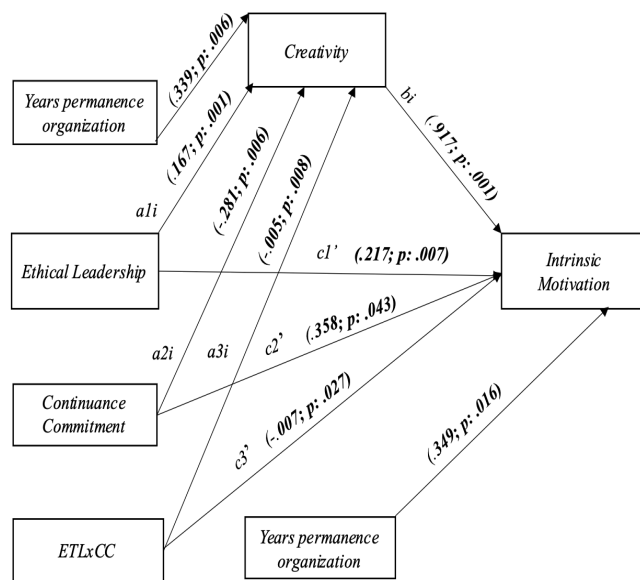 Creativity
Years permanence
organization
(.339; p: .006)
a1i
(.167; p: .001)
(-.281; p: .006)
(-.005; p: .008)
bi
(.917; p: .001)
Ethical Leadership
c1’
(.217; p: .007)
Intrinsic
Motivation
a2i
a3i
c2’
(.358; p: .043)
Continuance
Commitment
c3’
(-.007; p: .027)
(.349; p: .016)
ETLxCC
Years permanence
organization